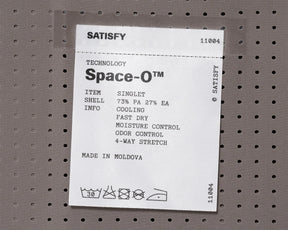 SATISFY 11004
TECHNOLOGY
Space-O™
ITEM SINGLET
SHELL 73% PA 27% EA
INFO COOLING
FAST DRY
MOISTURE CONTROL
ODOR CONTROL
4-WAY STRETCH
MADE IN MOLDOVA
© SATISFY
11004
30